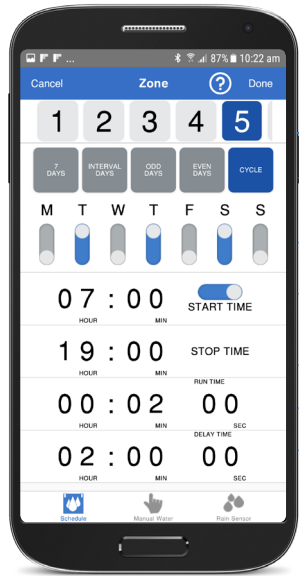 87% 10:22 am
Cancel Zone ? Done
1 2 3 4 5
7 DAYS INTERVAL DAYS ODD DAYS EVEN DAYS CYCLE
M T W T F S S
07:00 START TIME
HOUR MIN
19:00 STOP TIME
HOUR MIN
RUN TIME
00:02 00
HOUR MIN SEC
DELAY TIME
02:00 00
HOUR MIN SEC
Schedule Manual Water Rain Sensor